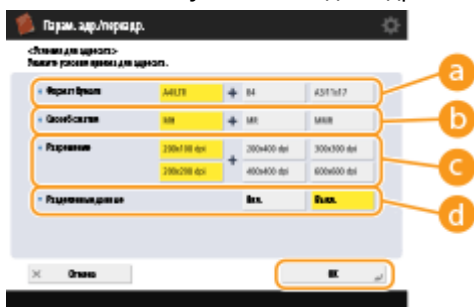 Парам. адр./переадр.
<Условия для адресата>
Укажите условия приема для адресата.
Формат бумаги A4/LTR + B4 A3/11x17 a
Способ сжатия MH + MR MMR b
Разрешение 200x100 dpi + 200x400 dpi 300x300 dpi c
200x200 dpi 400x400 dpi 600x600 dpi
Разделенные данные Вкл. Выкл. d
Отмена OK